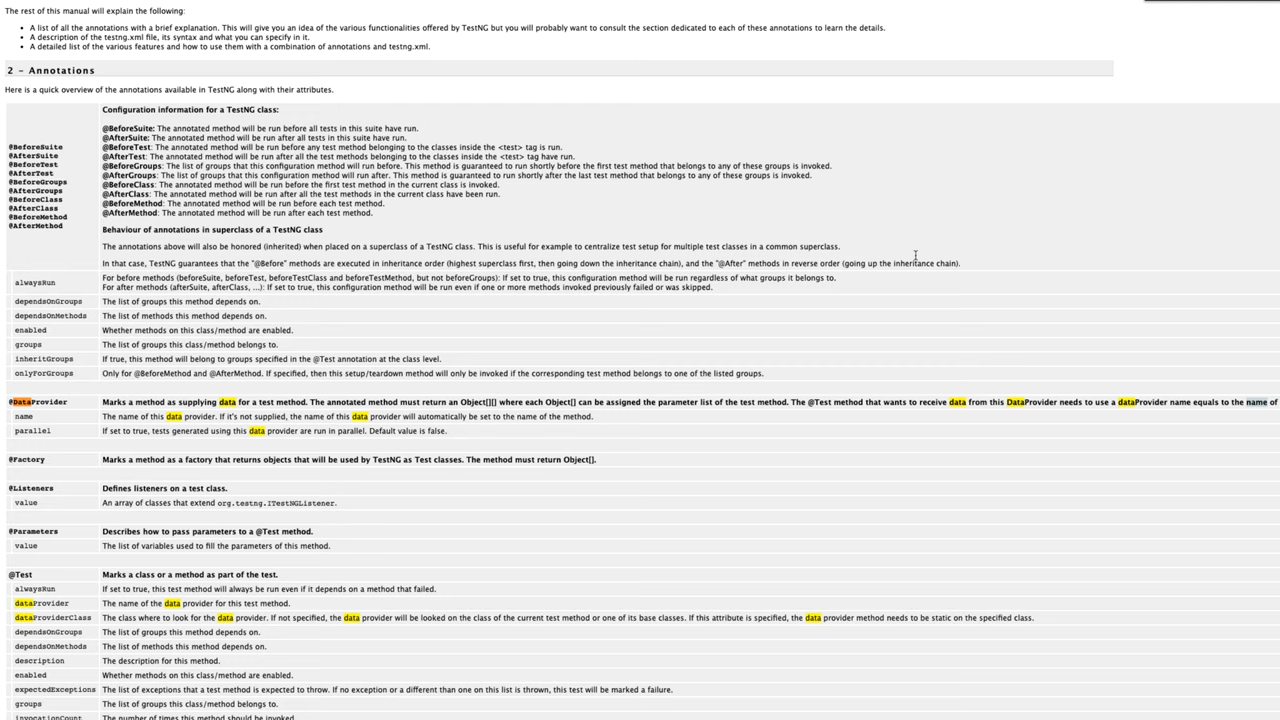 The rest of this manual will explain the following:
• A list of all the annotations with a brief explanation. This will give you an idea of the various functionalities offered by TestNG but you will probably want to consult the section dedicated to each of these annotations to learn the details.
• A description of the testng.xml file, its syntax and what you can specify in it.
• A detailed list of the various features and how to use them with a combination of annotations and testng.xml.
2 - Annotations
Here is a quick overview of the annotations available in TestNG along with their attributes.
@BeforeSuite
@AfterSuite
@BeforeTest
@AfterTest
@BeforeGroups
@AfterGroups
@BeforeClass
@AfterClass
@BeforeMethod
@AfterMethod
Configuration information for a TestNG class:
@BeforeSuite: The annotated method will be run before all tests in this suite have run.
@AfterSuite: The annotated method will be run after all tests in this suite have run.
@BeforeTest: The annotated method will be run before any test method belonging to the classes inside the <test> tag is run.
@AfterTest: The annotated method will be run after all the test methods belonging to the classes inside the <test> tag have run.
@BeforeGroups: The list of groups that this configuration method will run before. This method is guaranteed to run shortly before the first test method that belongs to any of these groups is invoked.
@AfterGroups: The list of groups that this configuration method will run after. This method is guaranteed to run shortly after the last test method that belongs to any of these groups is invoked.
@BeforeClass: The annotated method will be run before the first test method in the current class is invoked.
@AfterClass: The annotated method will be run after all the test methods in the current class have been run.
@BeforeMethod: The annotated method will be run before each test method.
@AfterMethod: The annotated method will be run after each test method.
Behaviour of annotations in superclass of a TestNG class
The annotations above will also be honored (inherited) when placed on a superclass of a TestNG class. This is useful for example to centralize test setup for multiple test classes in a common superclass.
In that case, TestNG guarantees that the "@Before" methods are executed in inheritance order (highest superclass first, then going down the inheritance chain), and the "@After" methods in reverse order (going up the inheritance chain).
alwaysRun
For before methods (beforeSuite, beforeTest, beforeTestClass and beforeTestMethod, but not beforeGroups): If set to true, this configuration method will be run regardless of what groups it belongs to.
For after methods (afterSuite, afterClass, ...): If set to true, this configuration method will be run even if one or more methods invoked previously failed or was skipped.
dependsOnGroups The list of groups this method depends on.
dependsOnMethods The list of methods this method depends on.
enabled Whether methods on this class/method are enabled.
groups The list of groups this class/method belongs to.
inheritGroups If true, this method will belong to groups specified in the @Test annotation at the class level.
onlyForGroups Only for @BeforeMethod and @AfterMethod. If specified, then this setup/teardown method will only be invoked if the corresponding test method belongs to one of the listed groups.
@DataProvider Marks a method as supplying data for a test method. The annotated method must return an Object[][] where each Object[] can be assigned the parameter list of the test method. The @Test method that wants to receive data from this DataProvider needs to use a dataProvider name equals to the name of
name The name of this data provider. If it's not supplied, the name of this data provider will automatically be set to the name of the method.
parallel If set to true, tests generated using this data provider are run in parallel. Default value is false.
@Factory Marks a method as a factory that returns objects that will be used by TestNG as Test classes. The method must return Object[].
@Listeners Defines listeners on a test class.
value An array of classes that extend org.testng.ITestNGListener.
@Parameters Describes how to pass parameters to a @Test method.
value The list of variables used to fill the parameters of this method.
@Test Marks a class or a method as part of the test.
alwaysRun If set to true, this test method will always be run even if it depends on a method that failed.
dataProvider The name of the data provider for this test method.
dataProviderClass The class where to look for the data provider. If not specified, the data provider will be looked on the class of the current test method or one of its base classes. If this attribute is specified, the data provider method needs to be static on the specified class.
dependsOnGroups The list of groups this method depends on.
dependsOnMethods The list of methods this method depends on.
description The description for this method.
enabled Whether methods on this class/method are enabled.
expectedExceptions The list of exceptions that a test method is expected to throw. If no exception or a different than one on this list is thrown, this test will be marked a failure.
groups The list of groups this class/method belongs to.
invocationCount The number of times this method should be invoked.